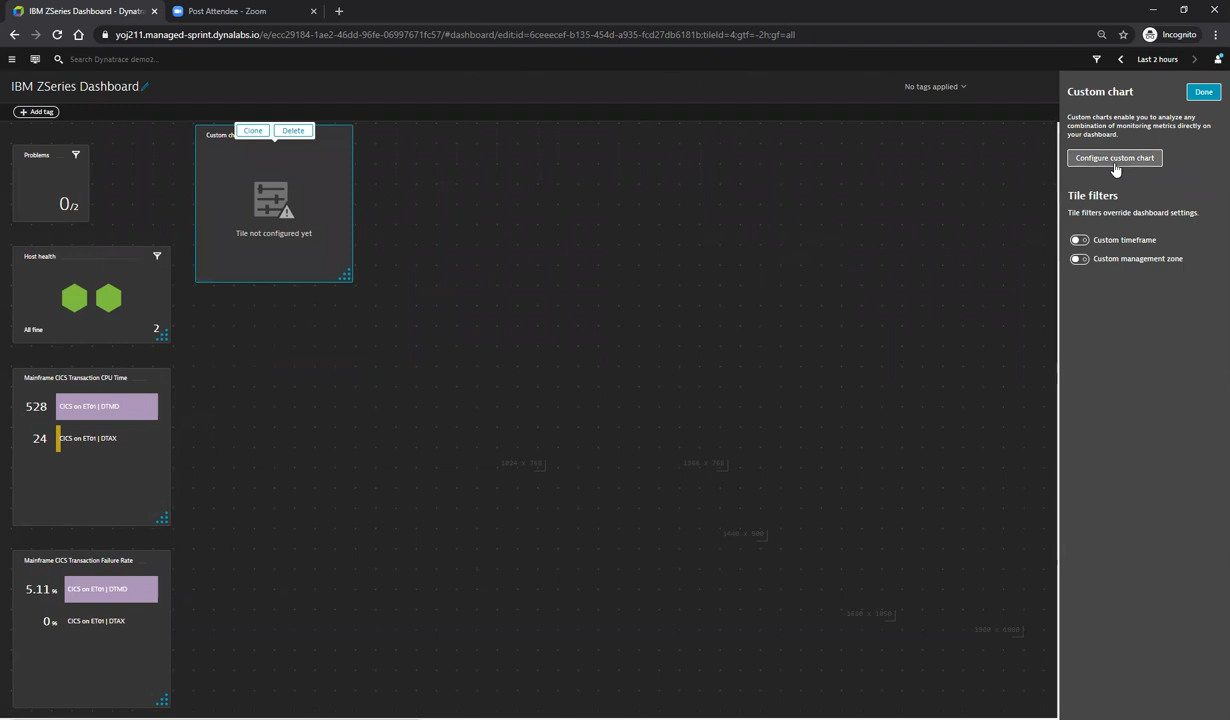 IBM ZSeries Dashboard - Dynatr
Post Attendee - Zoom
yoj211.managed-sprint.dynalabs.io/e/ecc29184-1ae2-46dd-96fe-06997671fc57/#dashboard/edit;id=6ceeecef-b135-454d-a935-fcd27db6181b;tileId=4;gtf=-2h;gf=all
Incognito
Search Dynatrace demo2...
Last 2 hours
IBM ZSeries Dashboard
No tags applied
Add tag
Custom chart
Done
Custom charts enable you to analyze any
combination of monitoring metrics directly on
your dashboard.
Configure custom chart
Tile filters
Tile filters override dashboard settings.
Custom timeframe
Custom management zone
Problems
0/2
Custom ch
Clone
Delete
Tile not configured yet
Host health
All fine
2
Mainframe CICS Transaction CPU Time
528 CICS on ET01 | DTMD
24 CICS on ET01 | DTAX
1024 x 768
1366 x 762
Mainframe CICS Transaction Failure Rate
5.11 % CICS on ET01 | DTMD
0 % CICS on ET01 | DTAX